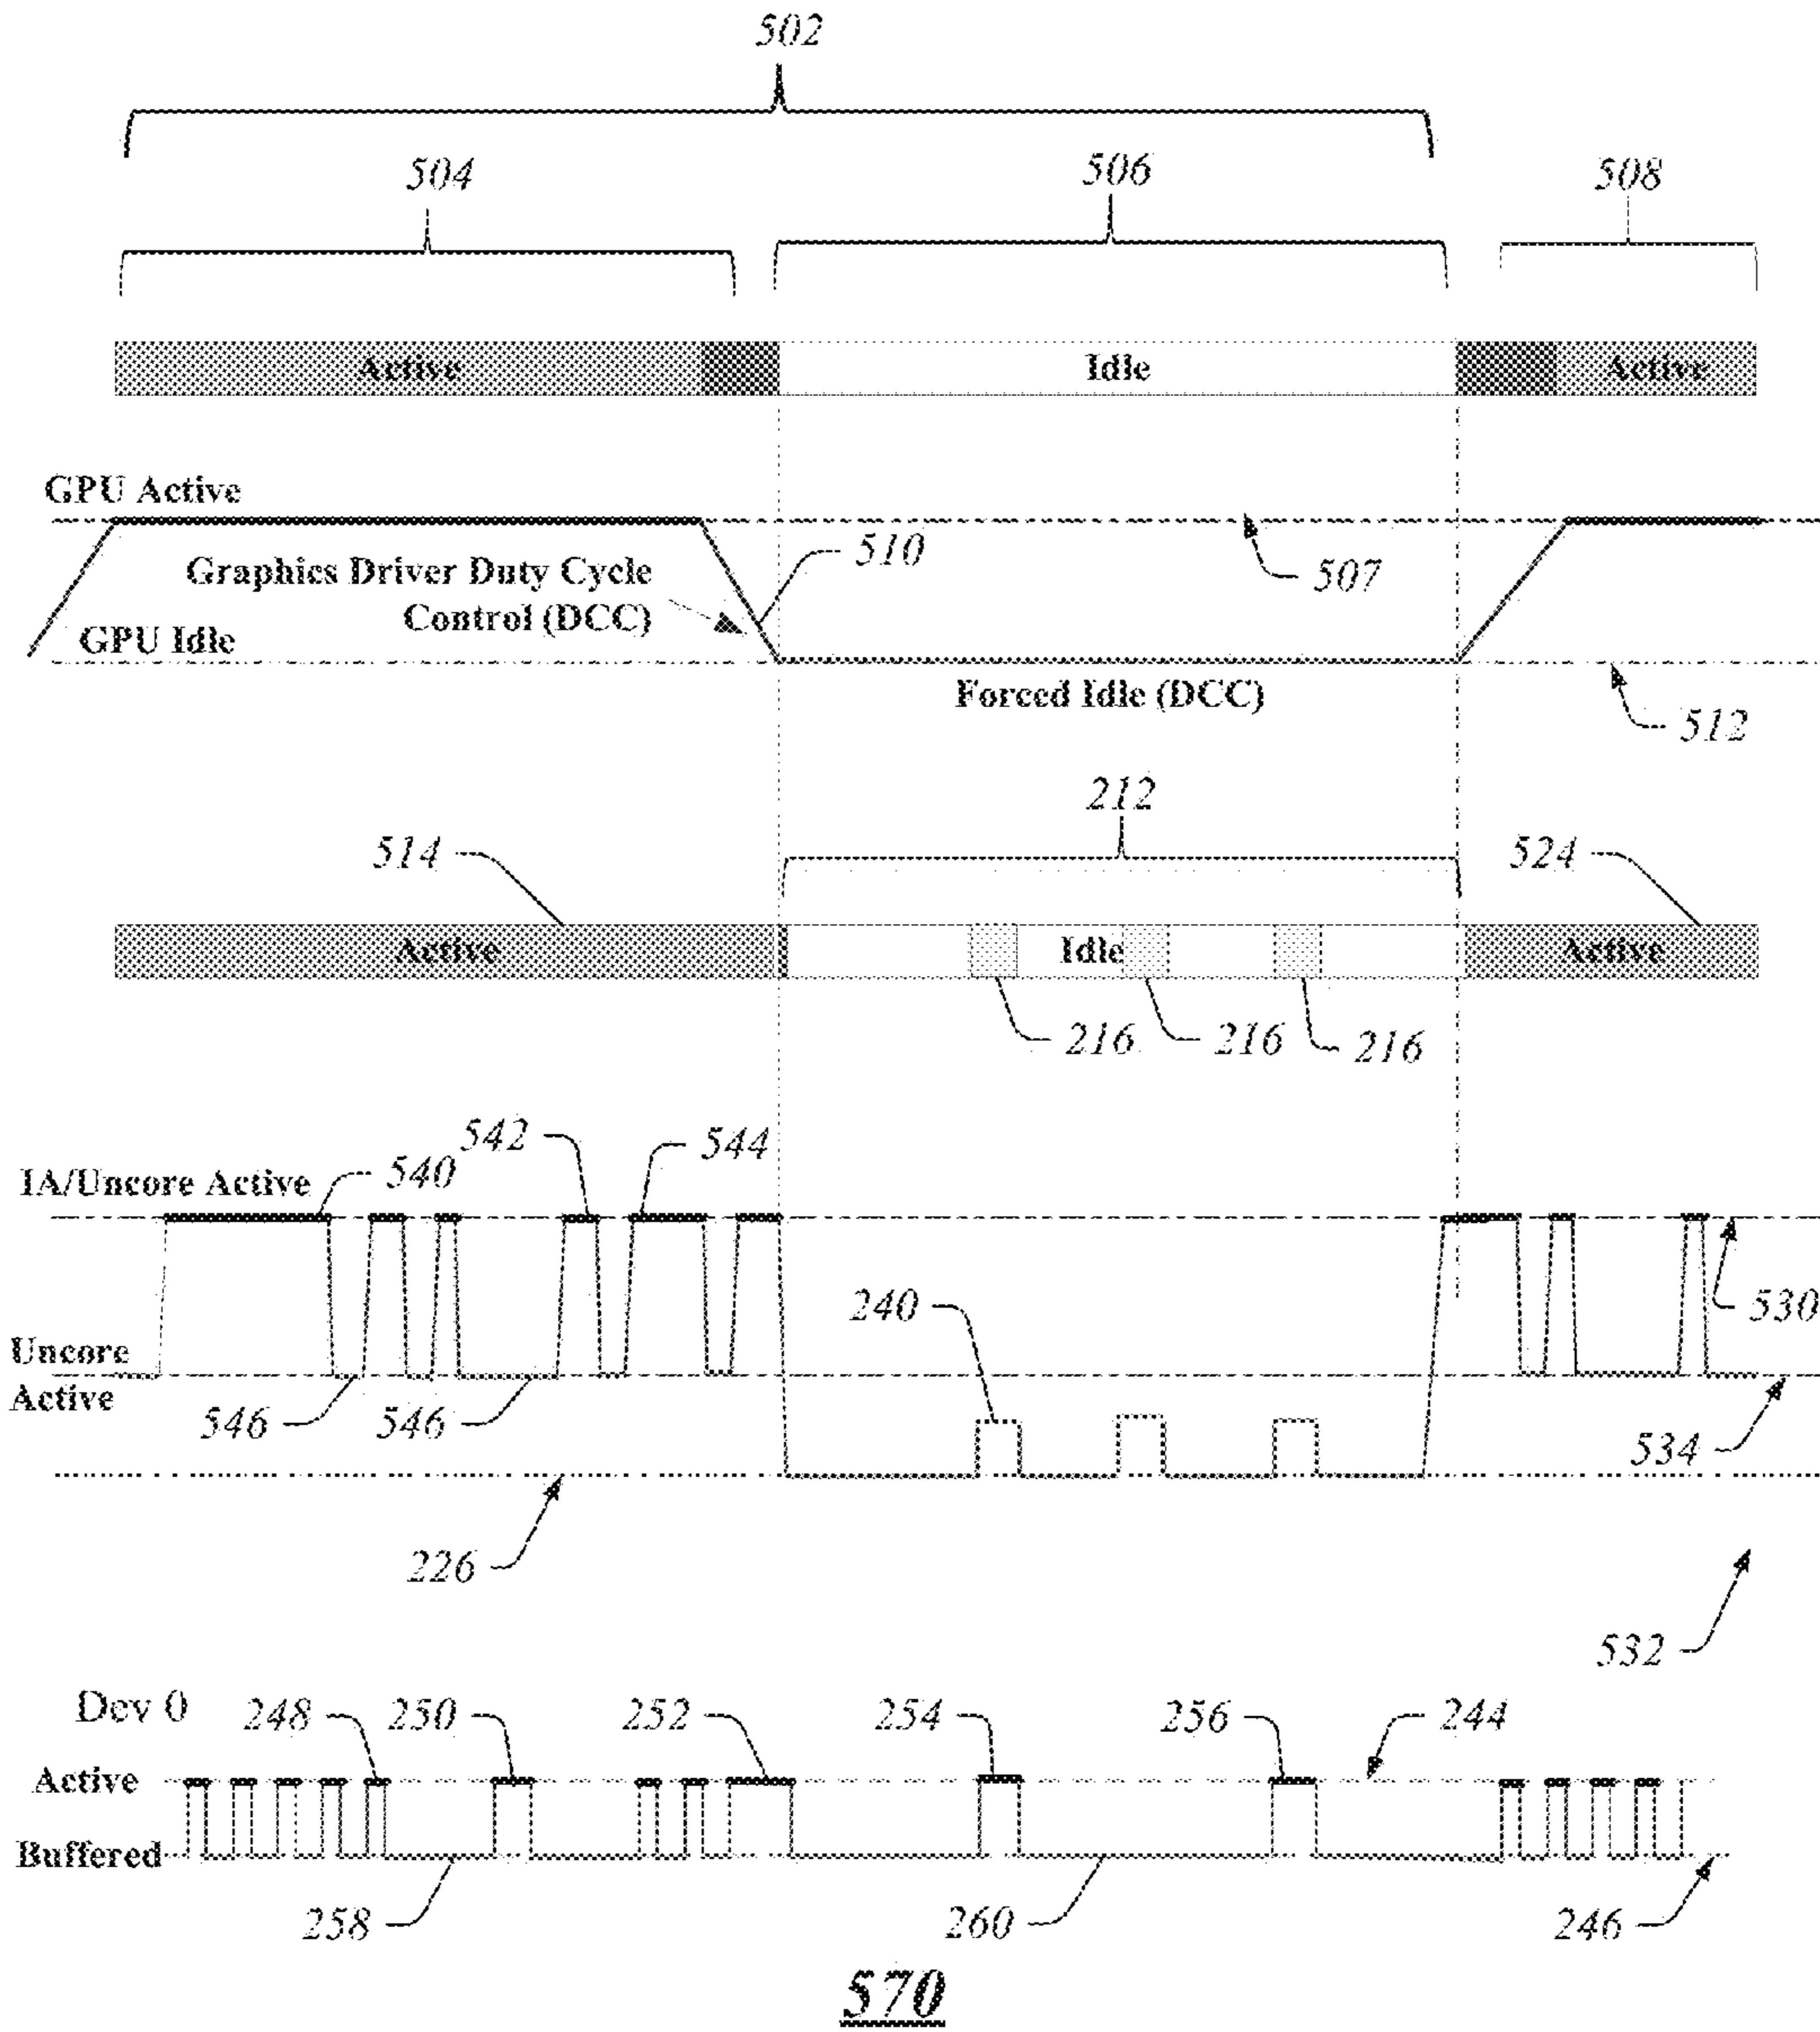 502
504
506
508
Active
Idle
Active
GPU Active
510
507
Graphics Driver Duty Cycle
Control (DCC)
GPU Idle
Forced Idle (DCC)
512
212
514
524
Active
Idle
Active
216
216
216
542
544
IA/Uncore Active
540
240
530
Uncore
Active
546
546
534
226
532
Dev 0
248
250
252
254
256
244
Active
Buffered
258
260
246
570